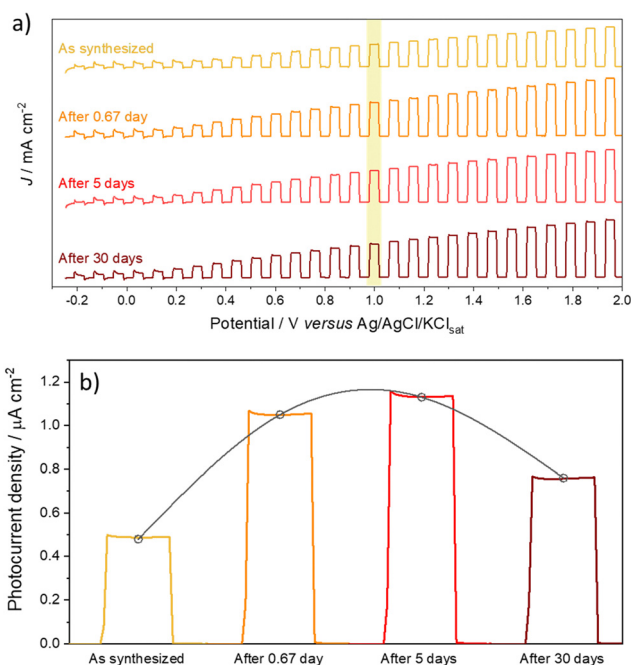 a)
As synthesized
After 0.67 day
After 5 days
After 30 days
J / mA cm⁻²
-0.2 0.0 0.2 0.4 0.6 0.8 1.0 1.2 1.4 1.6 1.8 2.0
Potential / V versus Ag/AgCl/KClsat
b)
Photocurrent density / μA cm⁻²
1.2
1.0
0.8
0.6
0.4
0.2
0.0
As synthesized After 0.67 day After 5 days After 30 days